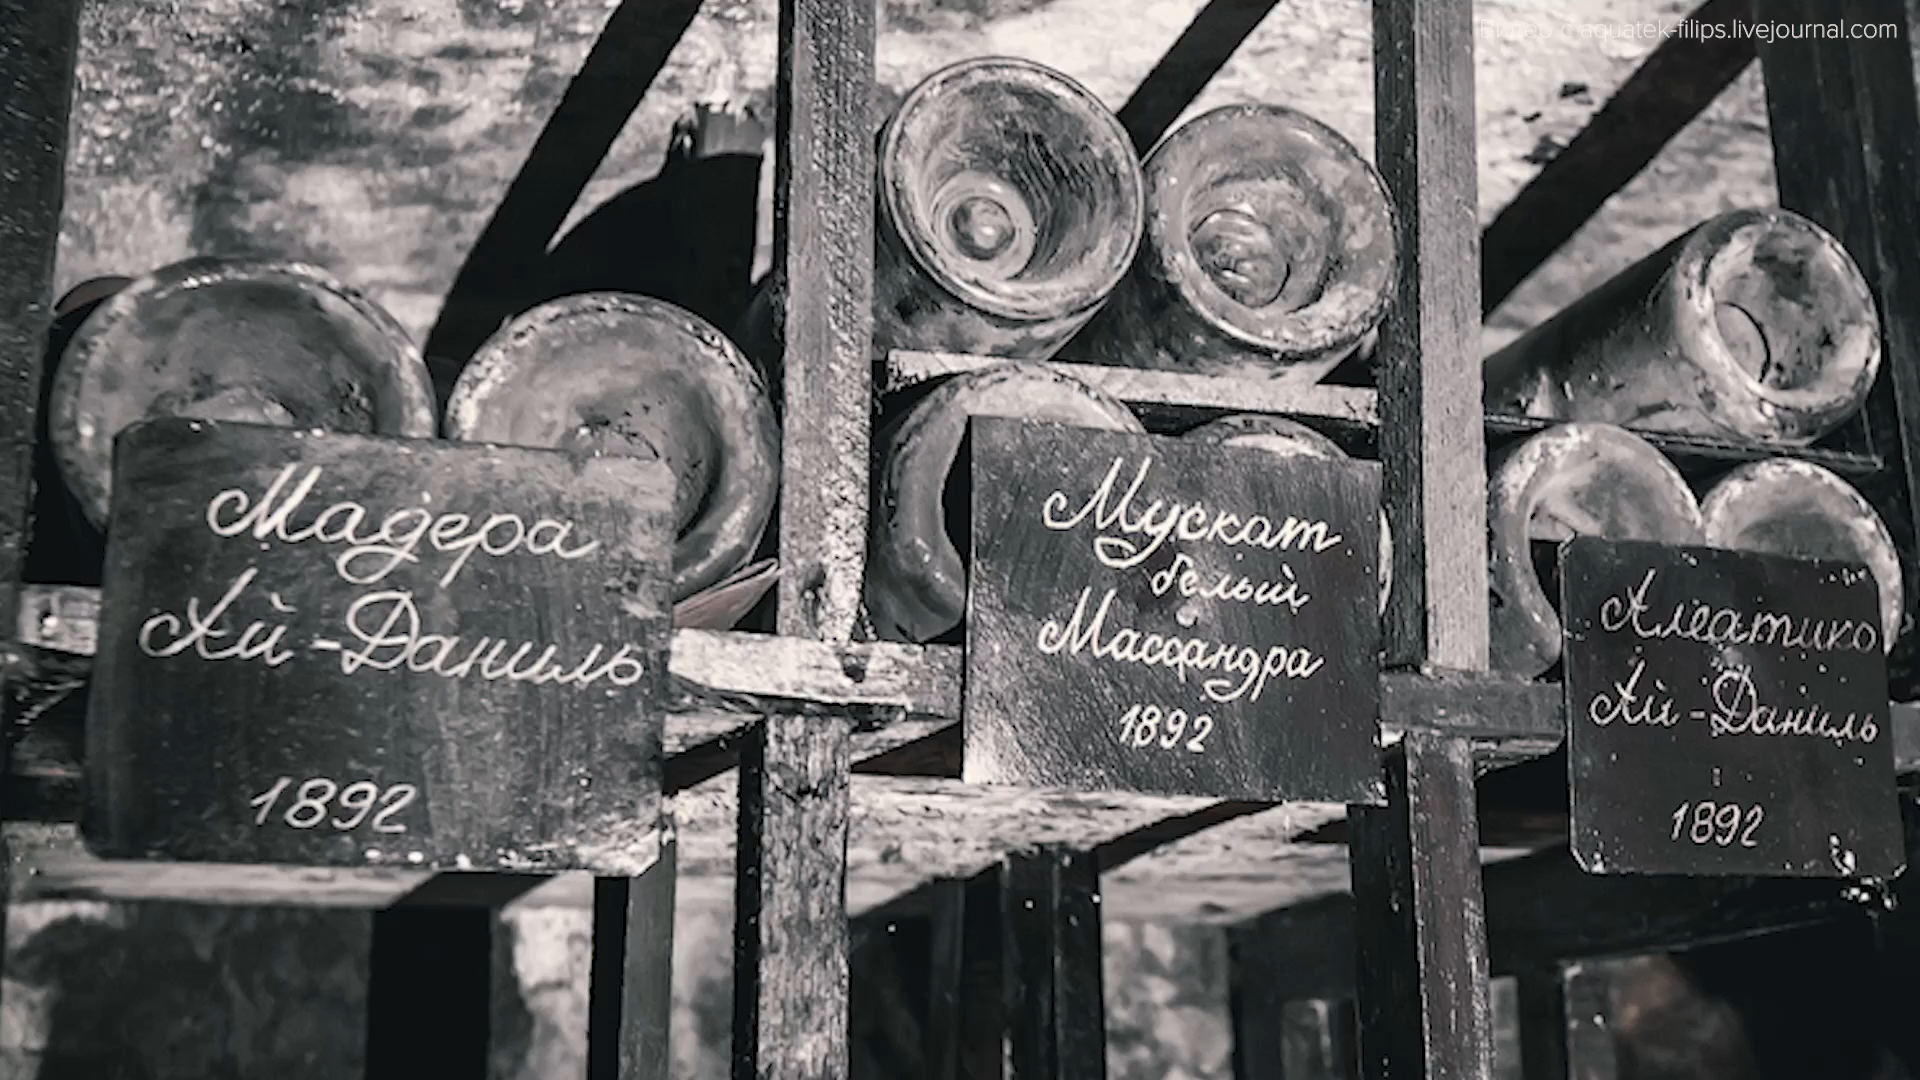 aquatek-filips.livejournal.com
Мадера
Ай-Даниль
1892
Мускат
белый
Массандра
1892
Алеатико
Ай-Даниль
1892